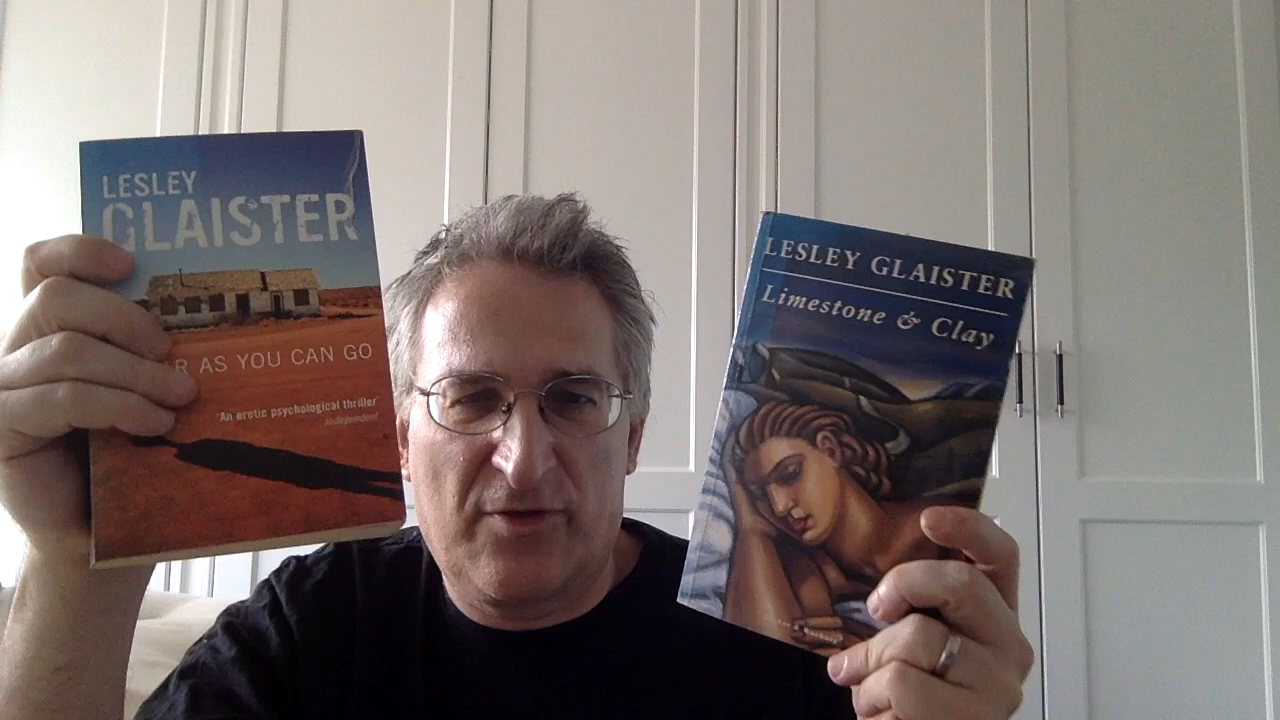 LESLEY
GLAISTER
R AS YOU CAN GO
'An erotic psychological thriller'
Independent
LESLEY GLAISTER
Limestone & Clay